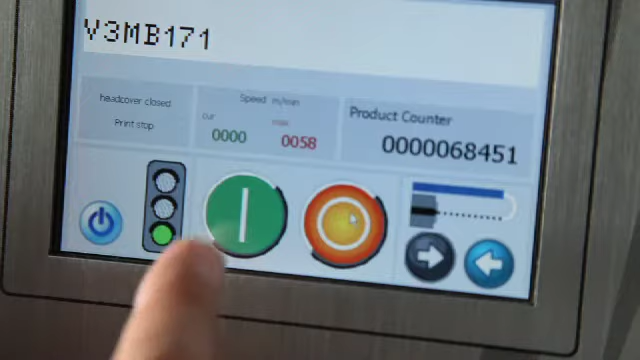 V3MB171
headcover closed
Print stop
Speed m/min
cur
max
0000
0058
Product Counter
0000068451